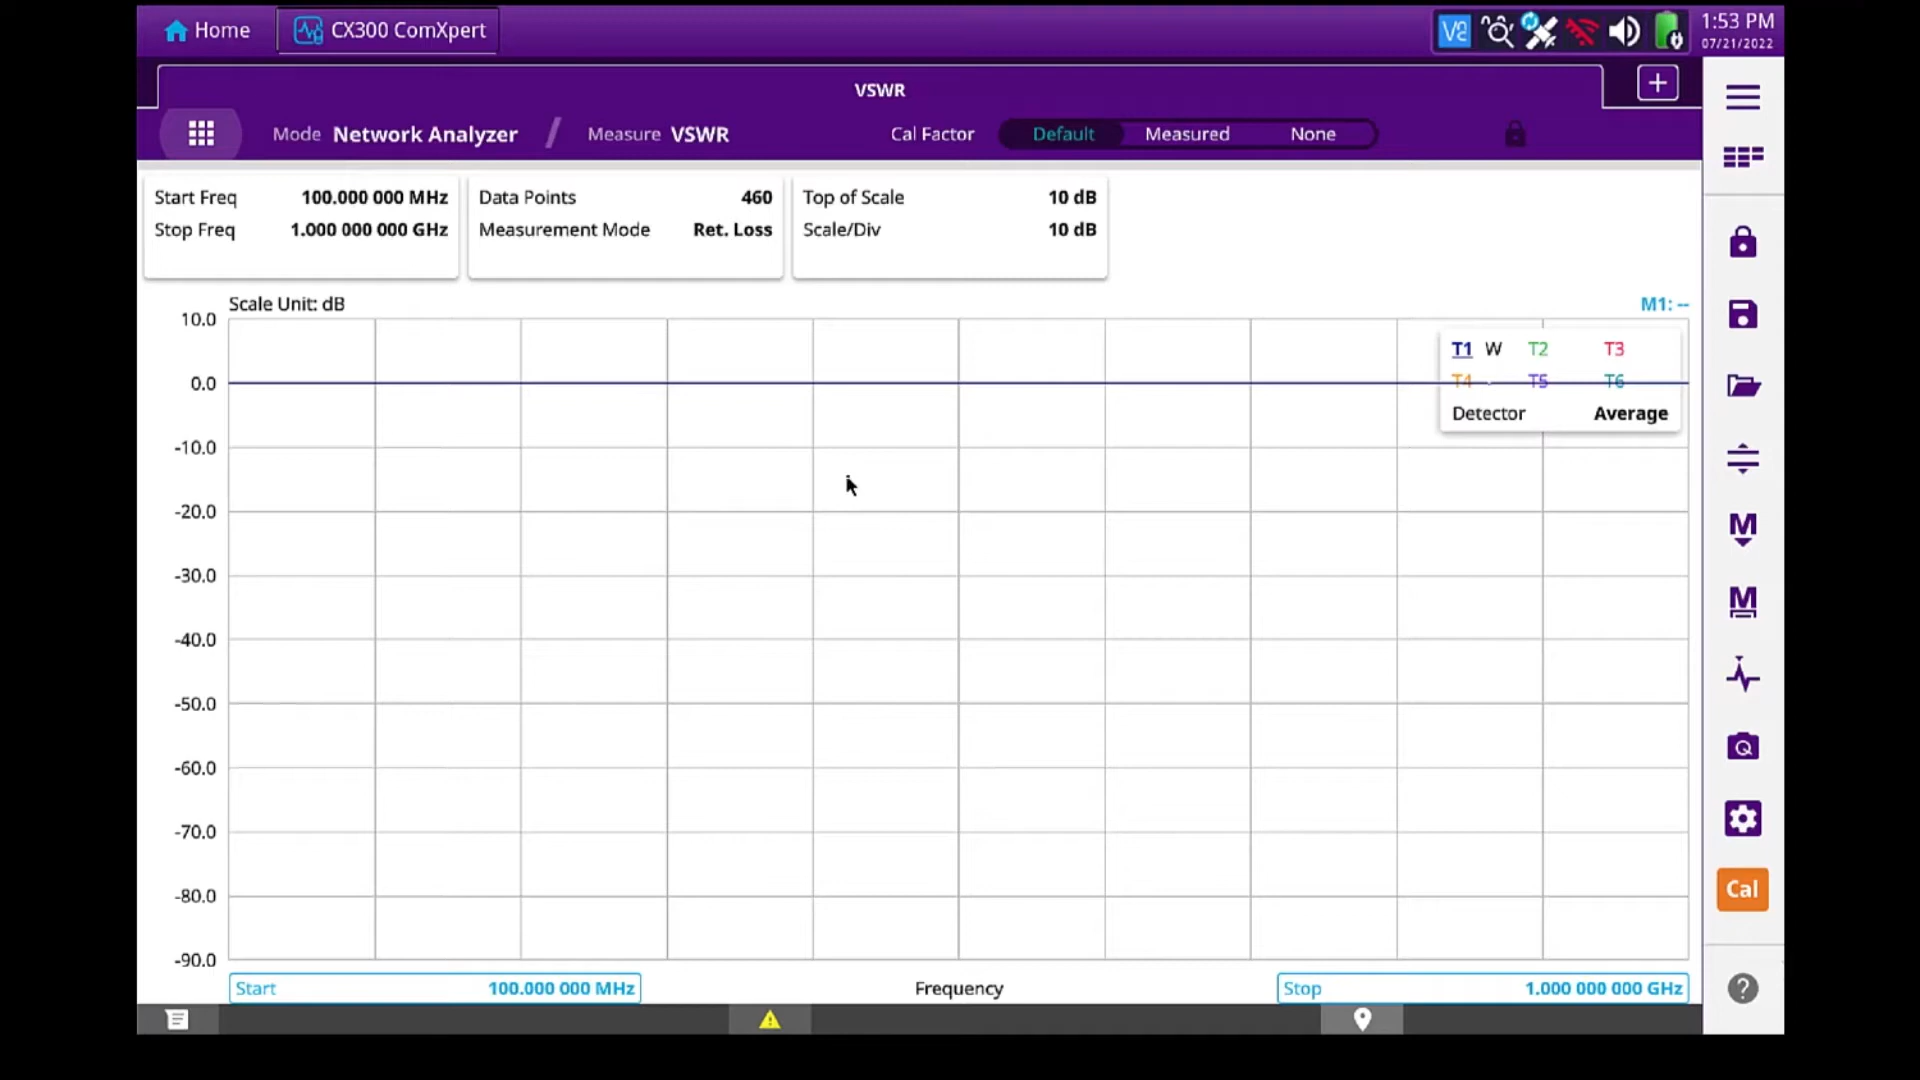 Home
CX300 ComXpert
1:53 PM
07/21/2022
VSWR
Mode Network Analyzer / Measure VSWR
Cal Factor Default Measured None
Start Freq 100.000 000 MHz
Stop Freq 1.000 000 000 GHz
Data Points 460
Measurement Mode Ret. Loss
Top of Scale 10 dB
Scale/Div 10 dB
Scale Unit: dB
M1: --
T1 W T2 T3
T4 T5 T6
Detector Average
10.0
0.0
-10.0
-20.0
-30.0
-40.0
-50.0
-60.0
-70.0
-80.0
-90.0
Start 100.000 000 MHz
Frequency
Stop 1.000 000 000 GHz
M
M
Q
Cal
?